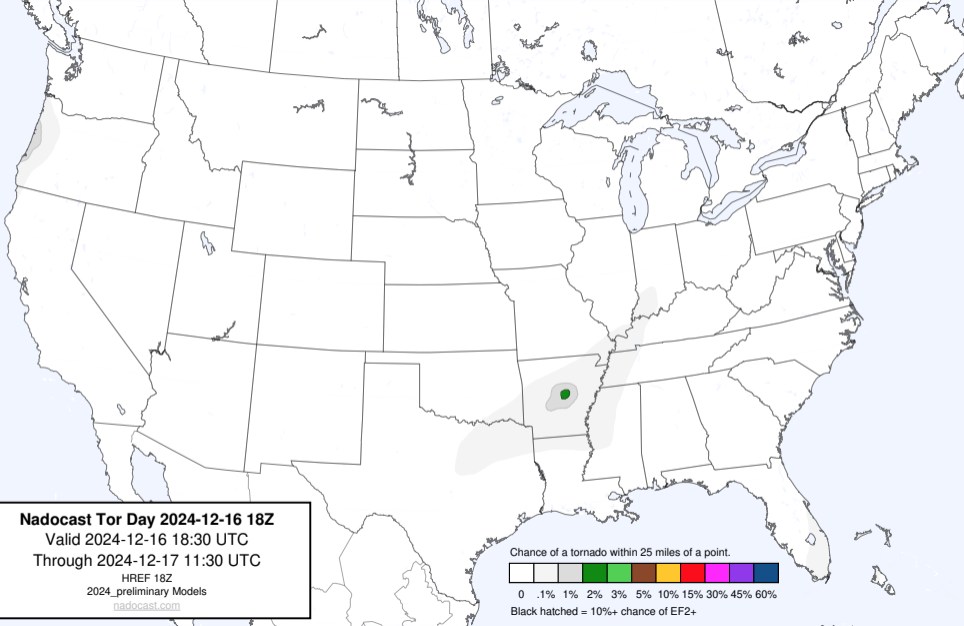 Nadocast Tor Day 2024-12-16 18Z
Valid 2024-12-16 18:30 UTC
Through 2024-12-17 11:30 UTC
HREF 18Z
2024_preliminary Models
nadocast.com
Chance of a tornado within 25 miles of a point.
0 .1% 1% 2% 3% 5% 10% 15% 30% 45% 60%
Black hatched = 10%+ chance of EF2+